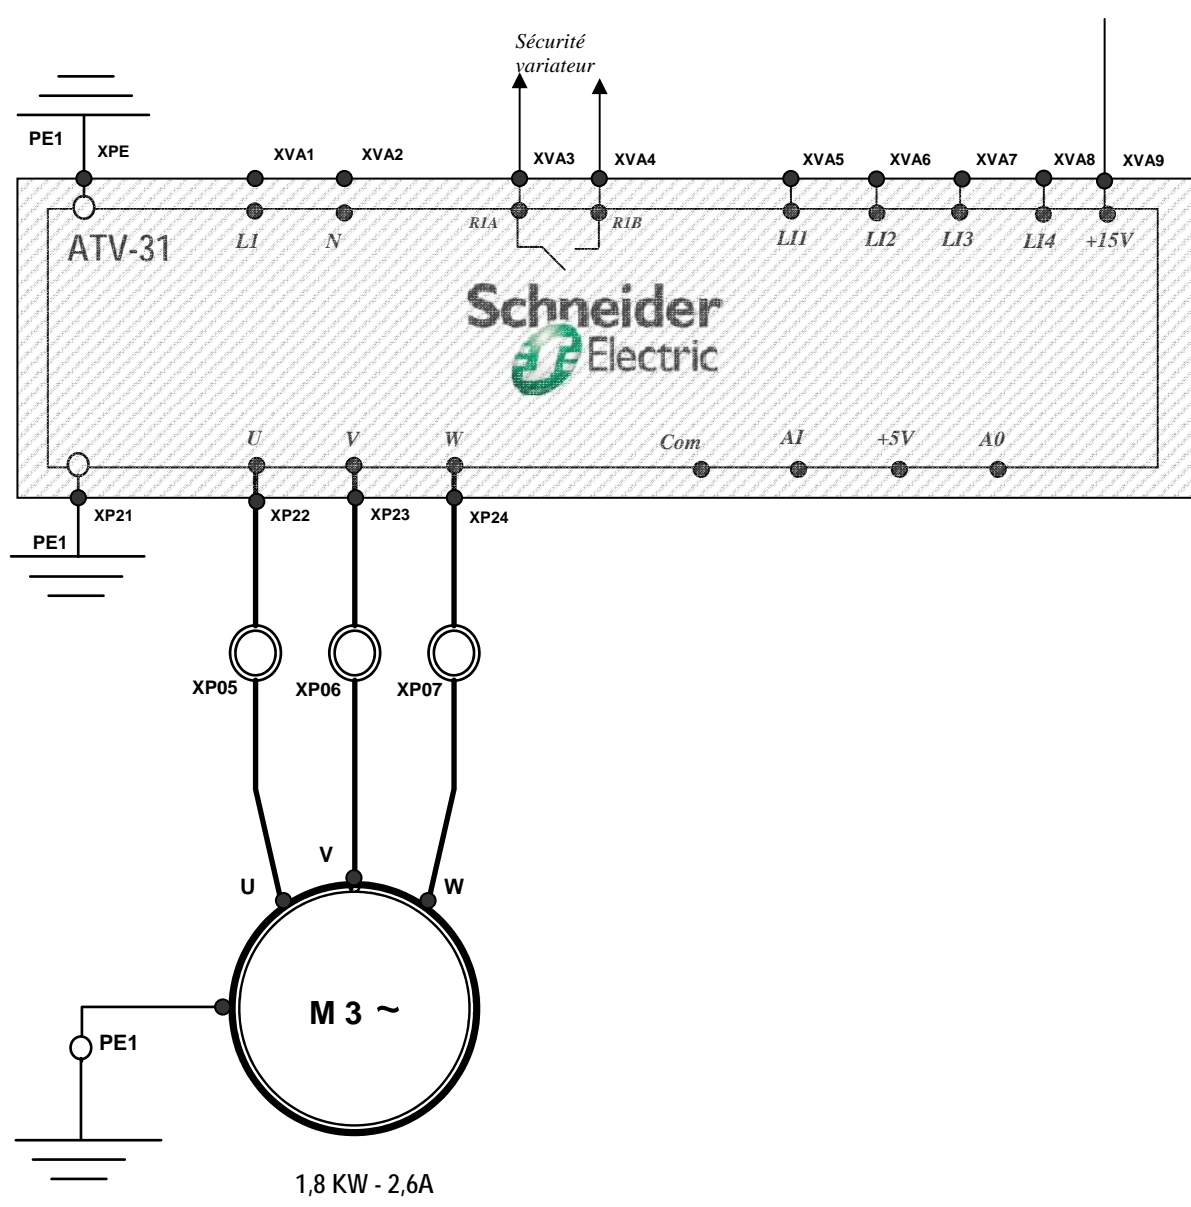 Sécurité
variateur
PE1
XPE
XVA1
XVA2
XVA3
XVA4
XVA5
XVA6
XVA7
XVA8
XVA9
ATV-31
L1
N
R1A
R1B
LI1
LI2
LI3
LI4
+15V
Schneider
Electric
U
V
W
Com
AI
+5V
A0
XP21
XP22
XP23
XP24
PE1
XP05
XP06
XP07
V
U
W
M 3 ~
PE1
1,8 KW - 2,6A